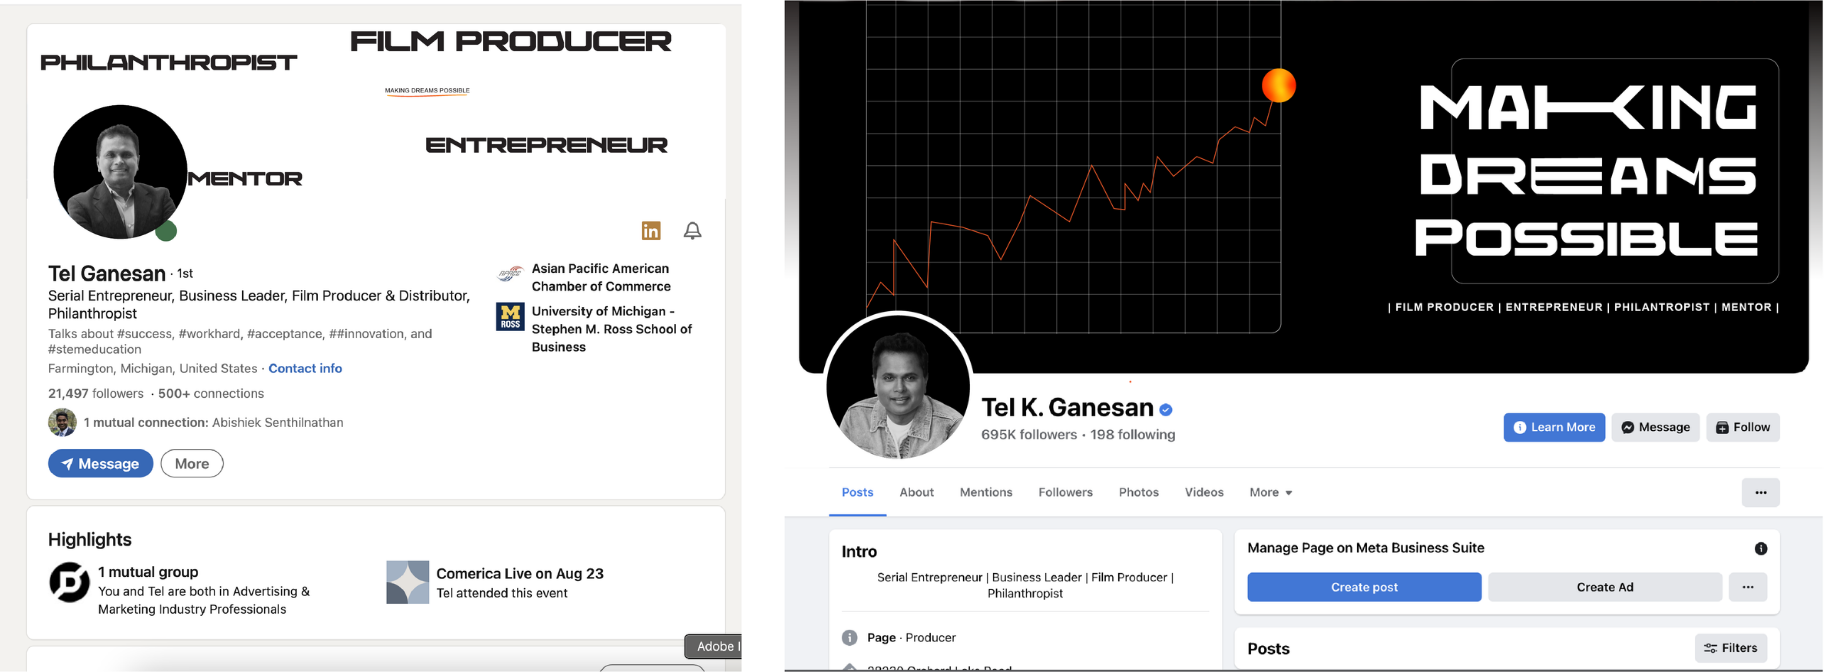 PHILANTHROPIST
FILM PRODUCER
MAKING DREAMS POSSIBLE
ENTREPRENEUR
MENTOR
in
Tel Ganesan · 1st
Serial Entrepreneur, Business Leader, Film Producer & Distributor,
Philanthropist
Talks about #success, #workhard, #acceptance, ##innovation, and
#stemeducation
Farmington, Michigan, United States · Contact info
21,497 followers · 500+ connections
1 mutual connection: Abishiek Senthilnathan
Message
More
Asian Pacific American
Chamber of Commerce
M
ROSS
University of Michigan -
Stephen M. Ross School of
Business
Highlights
1 mutual group
You and Tel are both in Advertising &
Marketing Industry Professionals
Comerica Live on Aug 23
Tel attended this event
Adobe
MAKING
DREAMS
POSSIBLE
| FILM PRODUCER | ENTREPRENEUR | PHILANTHROPIST | MENTOR |
Tel K. Ganesan
695K followers · 198 following
Learn More
Message
Follow
Posts
About
Mentions
Followers
Photos
Videos
More
Intro
Serial Entrepreneur | Business Leader | Film Producer |
Philanthropist
Page · Producer
Manage Page on Meta Business Suite
Create post
Create Ad
Posts
Filters